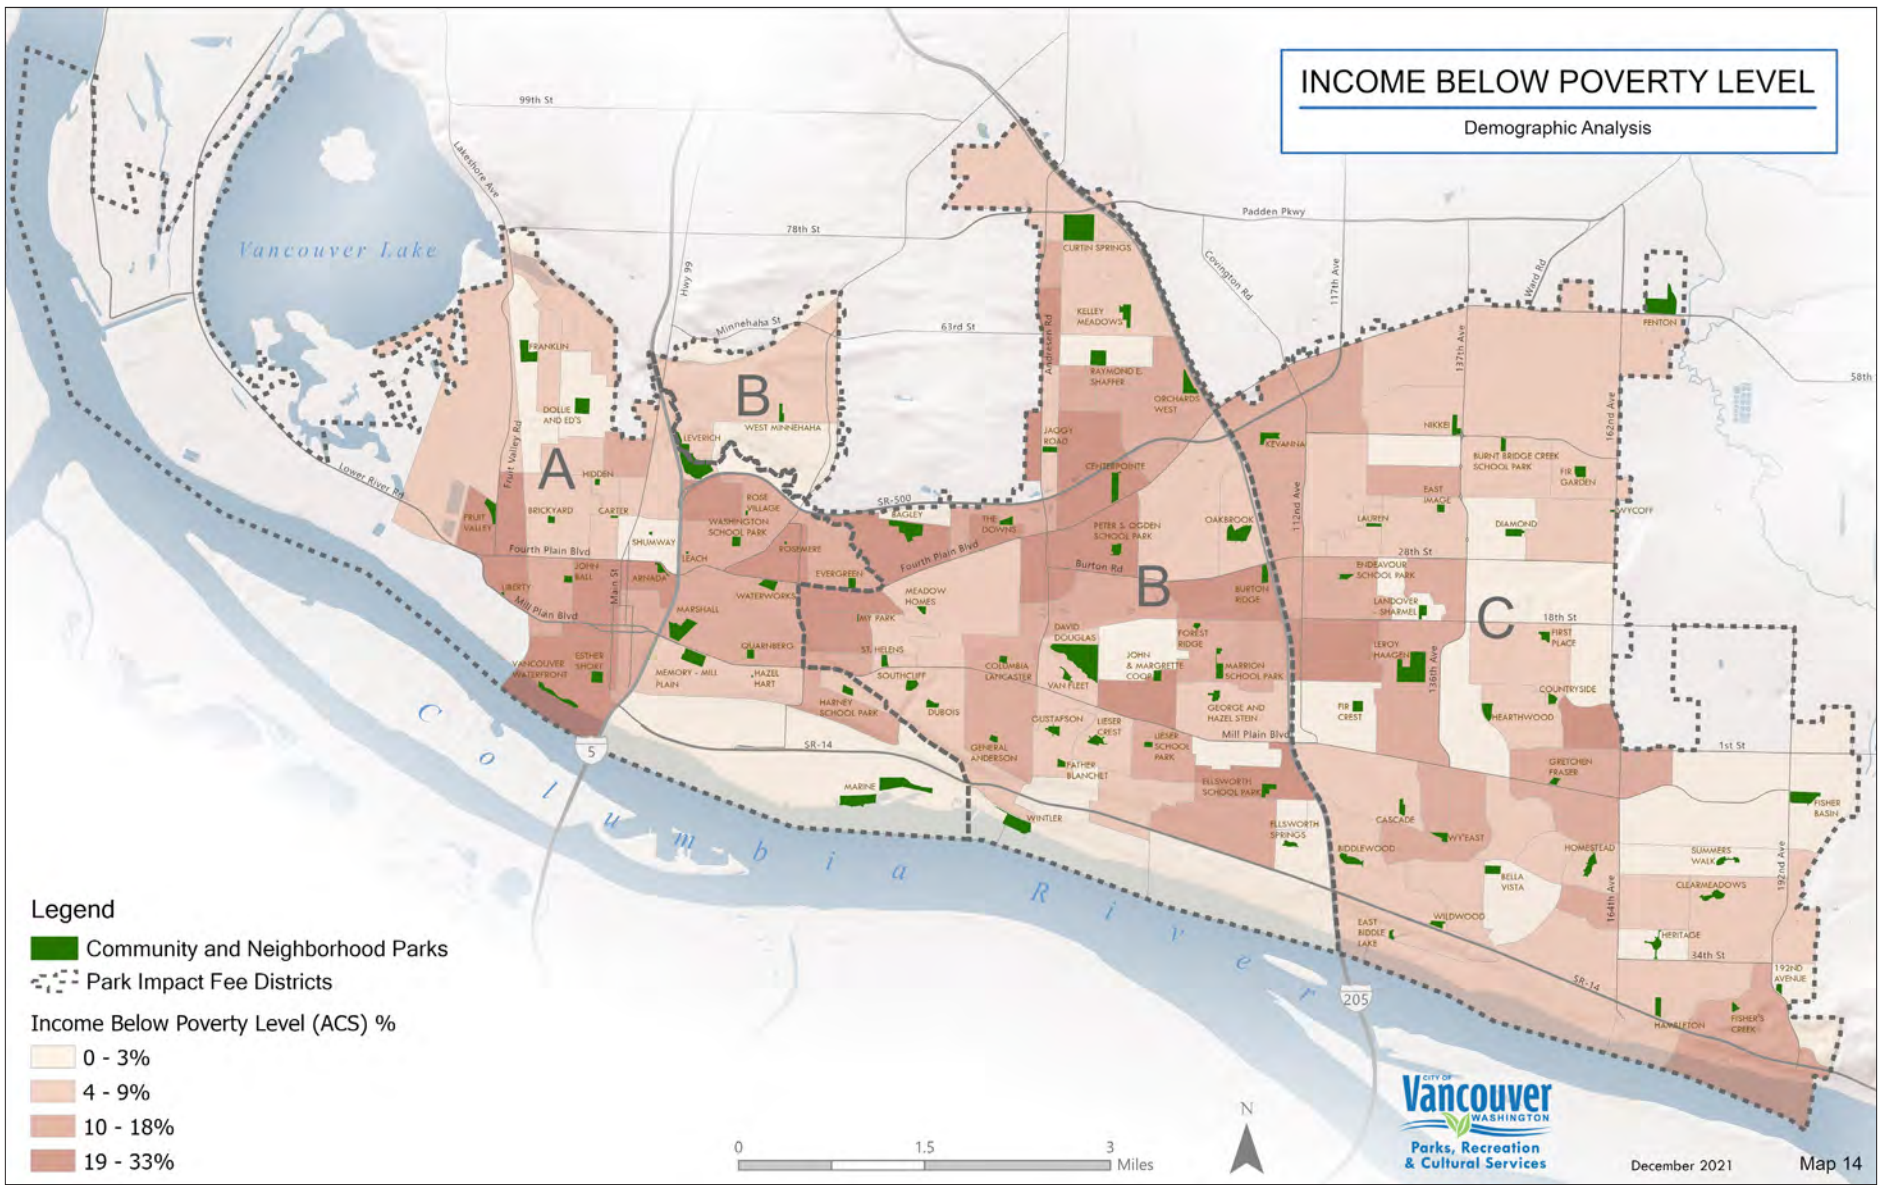 INCOME BELOW POVERTY LEVEL
Demographic Analysis
99th St
Lakeshore Ave
Vancouver Lake
78th St
Hwy 99
Padden Pkwy
CURTIN SPRINGS
Covington Rd
117th Ave
Ward Rd
Minnehaha St
63rd St
Andresen Rd
KELLEY
MEADOWS
FENTON
137th Ave
58th
FRANKLIN
RAYMOND E.
SHAFFER
ORCHARDS
WEST
B
WEST MINNEHAHA
DOLLIE
AND ED'S
Fruit Valley Rd
LEVERICH
JAGGY
ROAD
KEVANNA
NIKKEI
162nd Ave
BURNT BRIDGE CREEK
SCHOOL PARK
FIR
GARDEN
A
Lower River Rd
HIDDEN
CENTERPOINTE
SR-500
112nd Ave
EAST
IMAGE
WYCOFF
FRUIT
VALLEY
BRICKYARD
CARTER
ROSE
VILLAGE
WASHINGTON
SCHOOL PARK
BAGLEY
THE
DOWNS
PETER S. OGDEN
SCHOOL PARK
OAKBROOK
LAUREN
DIAMOND
SHUMWAY
LEACH
ROSEMERE
Fourth Plain Blvd
Fourth Plain Blvd
Burton Rd
28th St
JOHN
BALL
ARNADA
EVERGREEN
ENDEAVOUR
SCHOOL PARK
LIBERTY
Mill Plain Blvd
Main St
WATERWORKS
MEADOW
HOMES
B
BURTON
RIDGE
LANDOVER
- SHARMEL
MARSHALL
EMY PARK
C
18th St
DAVID
DOUGLAS
FOREST
RIDGE
FIRST
PLACE
QUARNBERG
ST. HELENS
LEROY
HAAGEN
136th Ave
ESTHER
SHORT
VANCOUVER
WATERFRONT
MEMORY - MILL
PLAIN
HAZEL
HART
SOUTHCLIFF
COLUMBIA
LANCASTER
VAN FLEET
JOHN
& MARGRETTE
COOP
MARRION
SCHOOL PARK
COUNTRYSIDE
HARNEY
SCHOOL PARK
DUBOIS
GUSTAFSON
LIESER
CREST
GEORGE AND
HAZEL STEIN
FIR
CREST
HEARTHWOOD
Mill Plain Blvd
SR-14
GENERAL
ANDERSON
LIESER
SCHOOL
PARK
1st St
5
FATHER
BLANCHET
GRETCHEN
FRASER
MARINE
ELLSWORTH
SCHOOL PARK
FISHER
BASIN
WINTLER
ELLSWORTH
SPRINGS
CASCADE
WY'EAST
BIDDLEWOOD
HOMESTEAD
SUMMERS
WALK
192nd Ave
BELLA
VISTA
CLEARMEADOWS
164th Ave
EAST
BIDDLE
LAKE
WILDWOOD
HERITAGE
34th St
192ND
AVENUE
SR-14
HAMBLETON
FISHER'S
CREEK
Columbia River
205
Legend
Community and Neighborhood Parks
Park Impact Fee Districts
Income Below Poverty Level (ACS) %
0 - 3%
4 - 9%
10 - 18%
19 - 33%
0 1.5 3
Miles
N
CITY OF
Vancouver
WASHINGTON
Parks, Recreation
& Cultural Services
December 2021
Map 14